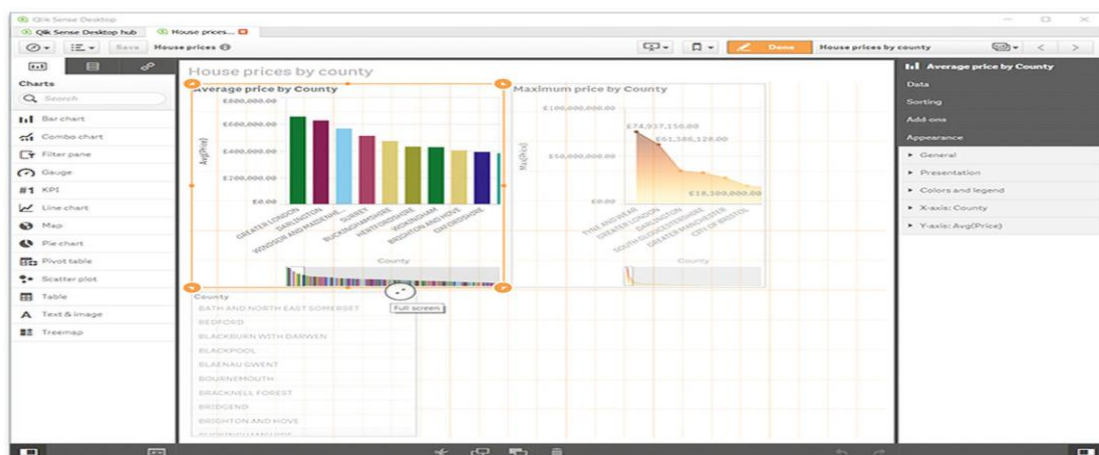 Qlik Sense Desktop
Qlik Sense Desktop hub
House prices...
Save
House prices
Done
House prices by county
Charts
Search
Bar chart
Combo chart
Filter pane
Gauge
#1 KPI
Line chart
Map
Pie chart
Pivot table
Scatter plot
Table
A Text & image
Treemap
House prices by county
Average price by County
£800,000.00
£600,000.00
£400,000.00
£200,000.00
£0.00
Avg(Price)
GREATER LONDON
DARLINGTON
WINDSOR AND MAIDENHE...
SURREY
BUCKINGHAMSHIRE
HERTFORDSHIRE
WOKINGHAM
BRIGHTON AND HOVE
OXFORDSHIRE
County
Full screen
Maximum price by County
£100,000,000.00
£50,000,000.00
£0.00
Max(Price)
£74,937,156.00
£61,386,128.00
£18,300,000.00
TYNE AND WEAR
GREATER LONDON
DARLINGTON
SOUTH GLOUCESTERSHIRE
GREATER MANCHESTER
CITY OF BRISTOL
County
County
BATH AND NORTH EAST SOMERSET
BEDFORD
BLACKBURN WITH DARWEN
BLACKPOOL
BLAENAU GWENT
BOURNEMOUTH
BRACKNELL FOREST
BRIDGEND
BRIGHTON AND HOVE
Average price by County
Data
Sorting
Add-ons
Appearance
General
Presentation
Colors and legend
X-axis: County
Y-axis: Avg(Price)